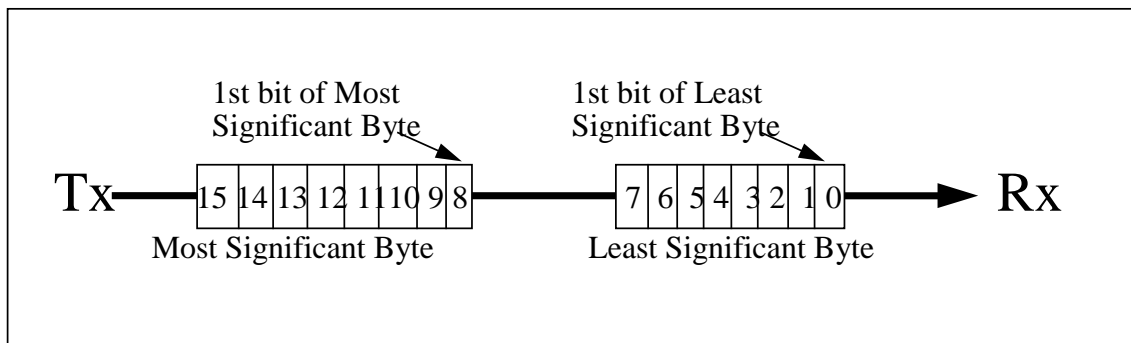 1st bit of Most
Significant Byte
1st bit of Least
Significant Byte
Tx
15 14 13 12 11 10 9 8
7 6 5 4 3 2 1 0
Rx
Most Significant Byte
Least Significant Byte